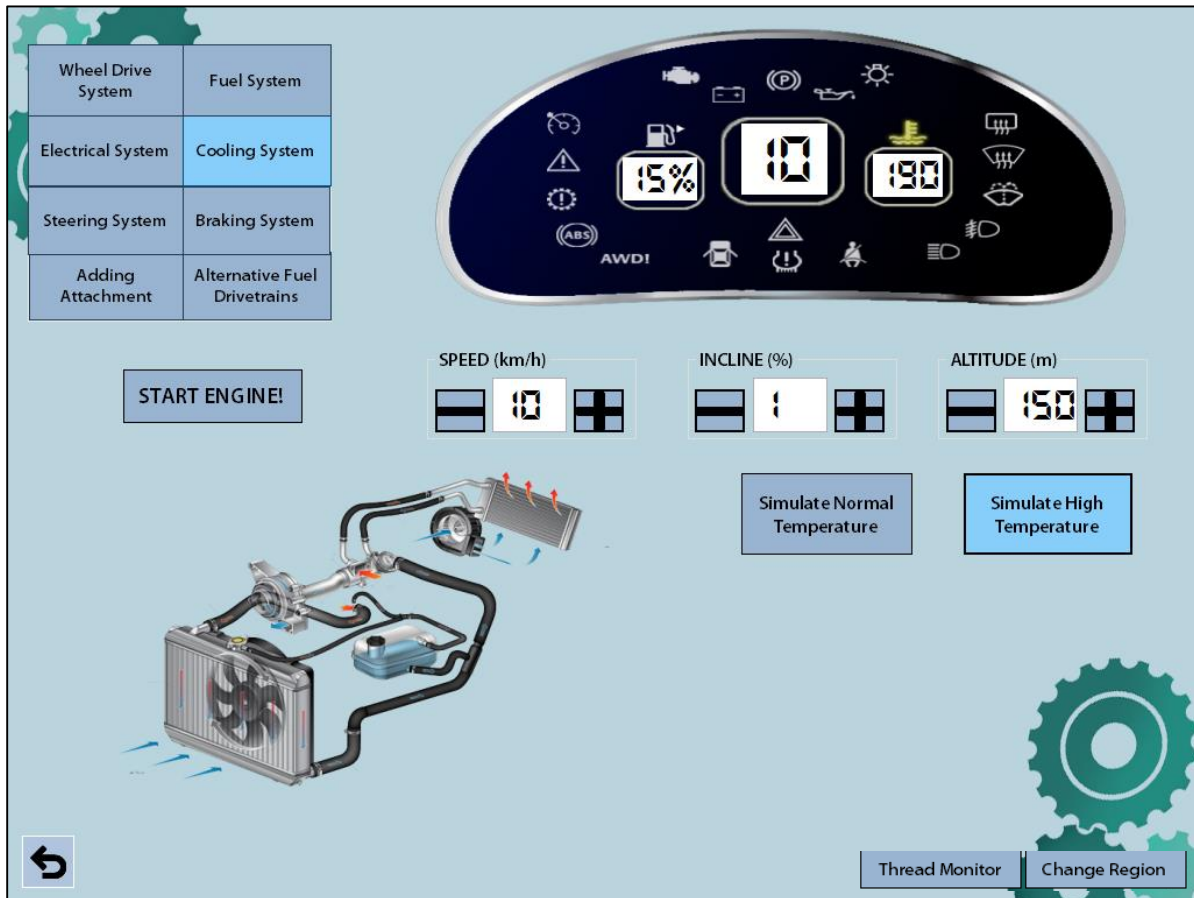 Wheel Drive
System
Fuel System
Electrical System
Cooling System
Steering System
Braking System
Adding
Attachment
Alternative Fuel
Drivetrains
(P)
15%
10
190
(ABS)
AWD!
START ENGINE!
SPEED (km/h)
10
INCLINE (%)
1
ALTITUDE (m)
150
Simulate Normal
Temperature
Simulate High
Temperature
Thread Monitor
Change Region